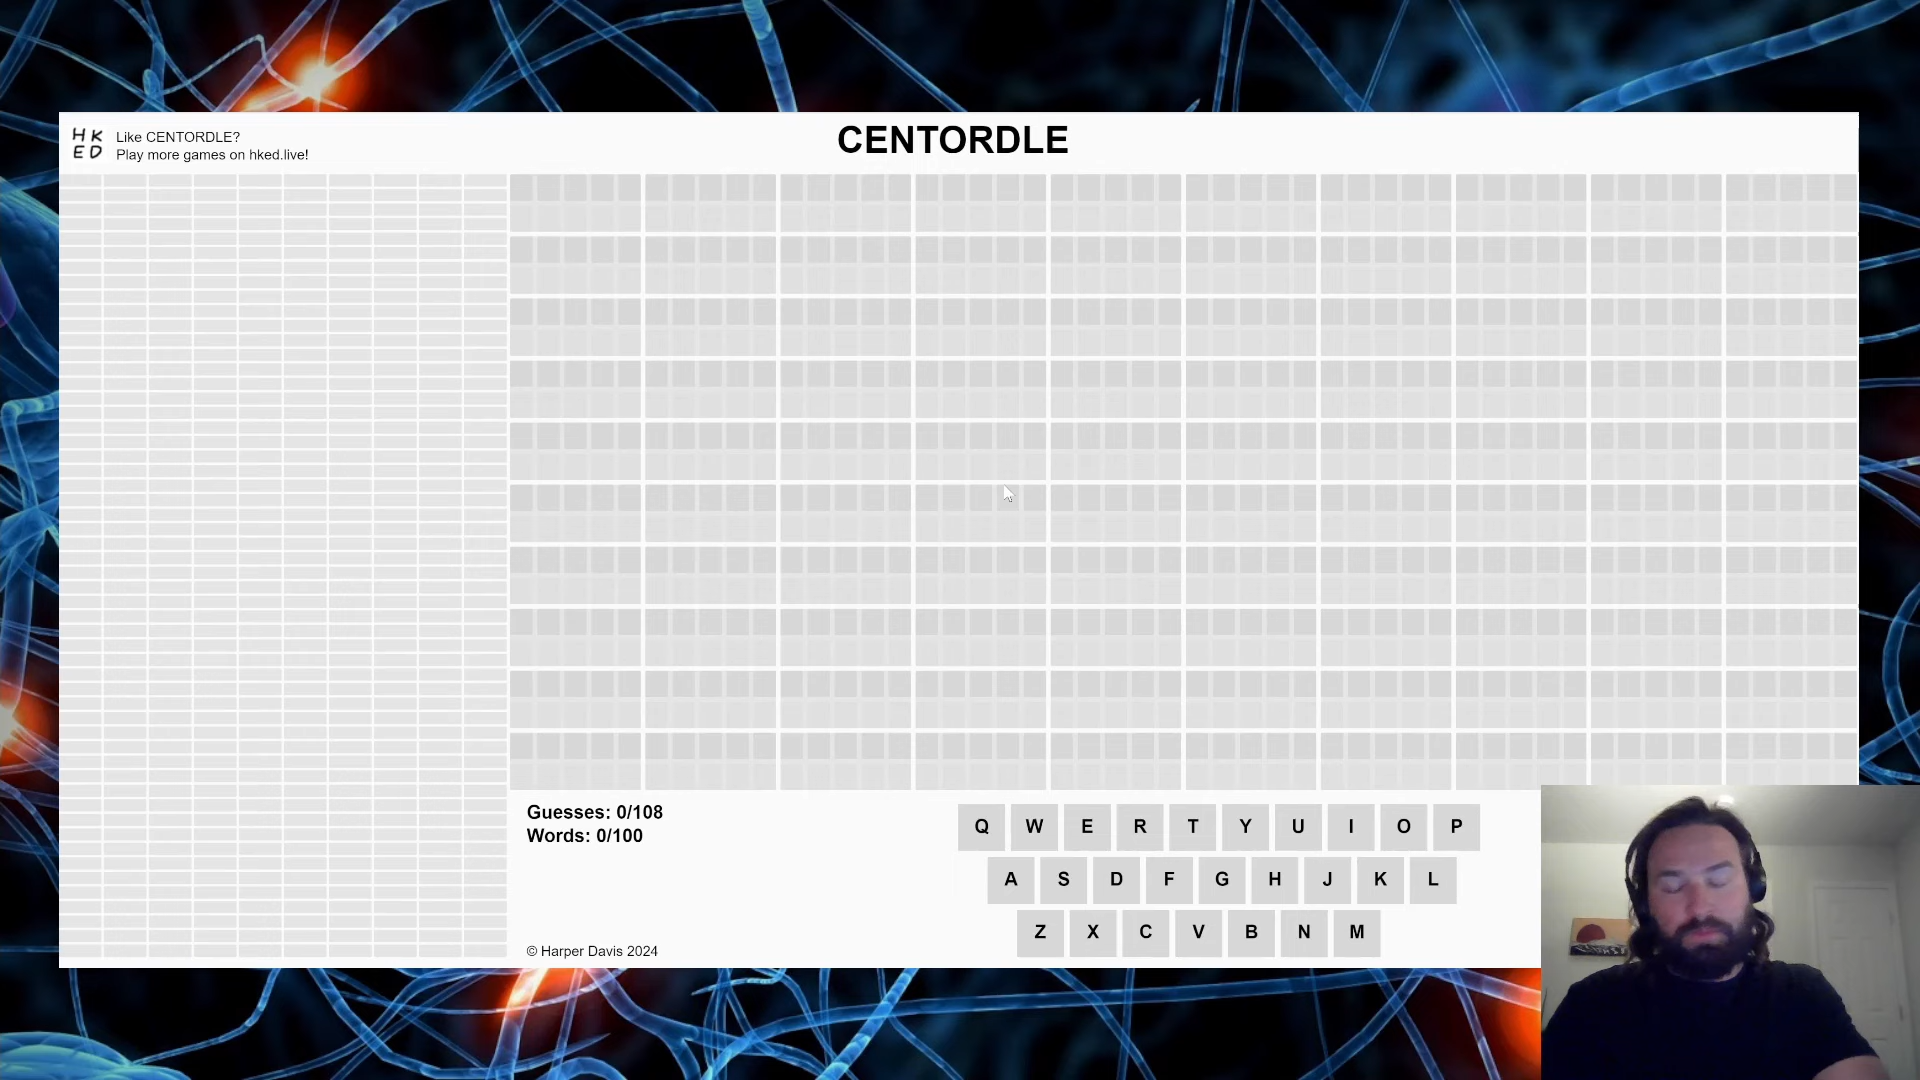 H K
E D
Like CENTORDLE?
Play more games on hked.live!
CENTORDLE
Guesses: 0/108
Words: 0/100
Q W E R T Y U I O P
A S D F G H J K L
Z X C V B N M
© Harper Davis 2024